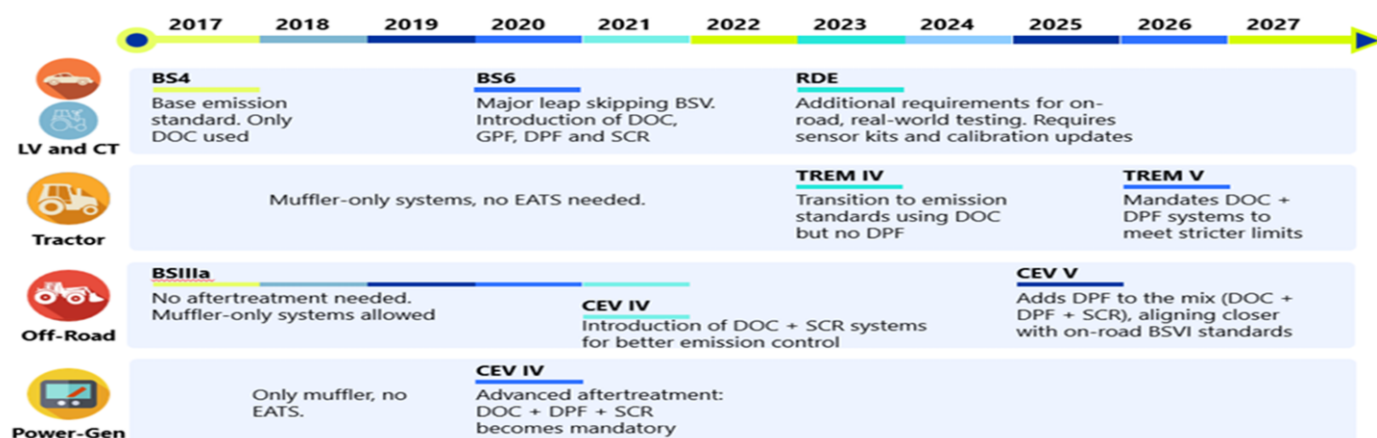 2017 2018 2019 2020 2021 2022 2023 2024 2025 2026 2027
LV and CT
BS4
Base emission
standard. Only
DOC used
BS6
Major leap skipping BSV.
Introduction of DOC,
GPF, DPF and SCR
RDE
Additional requirements for on-
road, real-world testing. Requires
sensor kits and calibration updates
Tractor
Muffler-only systems, no EATS needed.
TREM IV
Transition to emission
standards using DOC
but no DPF
TREM V
Mandates DOC +
DPF systems to
meet stricter limits
Off-Road
BSIIIa
No aftertreatment needed.
Muffler-only systems allowed
CEV IV
Introduction of DOC + SCR systems
for better emission control
CEV V
Adds DPF to the mix (DOC +
DPF + SCR), aligning closer
with on-road BSVI standards
Power-Gen
Only muffler, no
EATS.
CEV IV
Advanced aftertreatment:
DOC + DPF + SCR
becomes mandatory